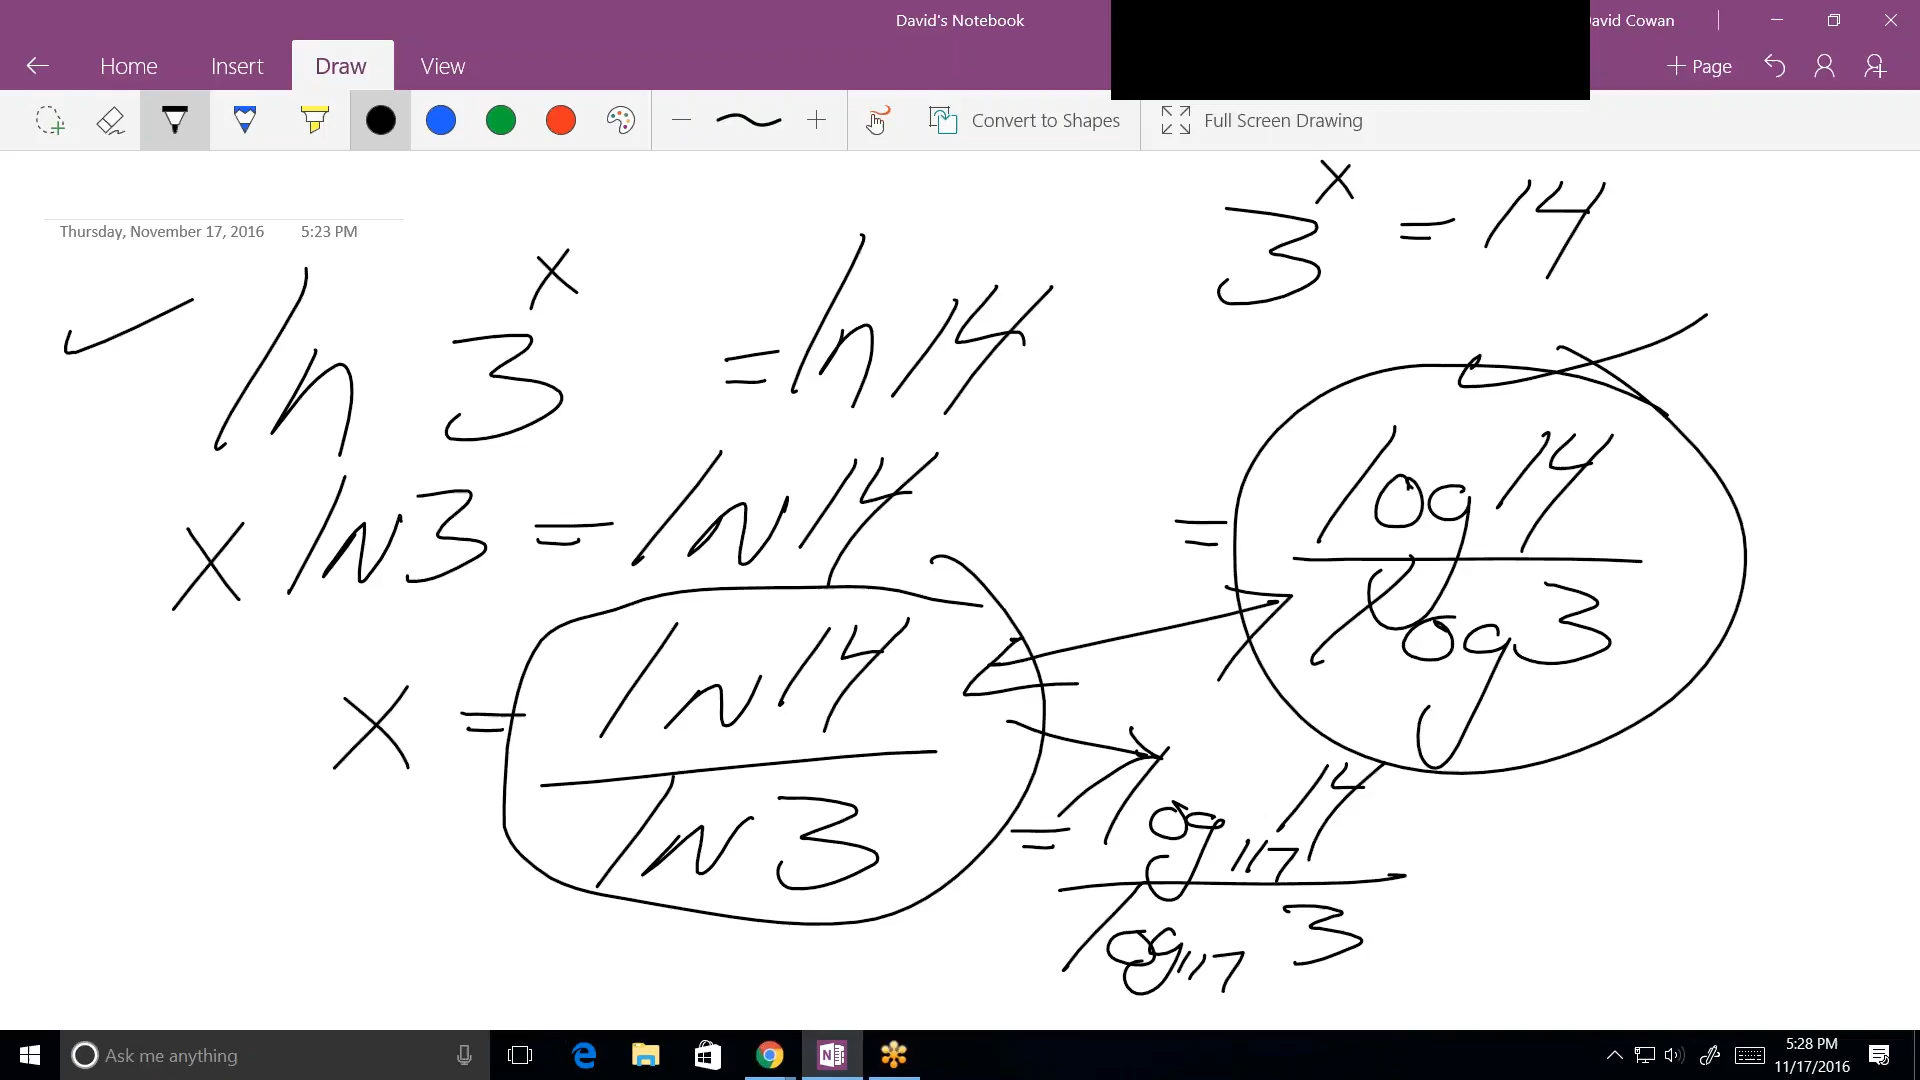 David's Notebook
avid Cowan
Home Insert Draw View
Page
Convert to Shapes Full Screen Drawing
Thursday, November 17, 2016 5:23 PM
3^x = 14
ln 3^x = ln 14
x ln 3 = ln 14
x = ln 14 / ln 3 = log 14 / log 3
= log_117 14 / log_117 3
Ask me anything
5:28 PM
11/17/2016